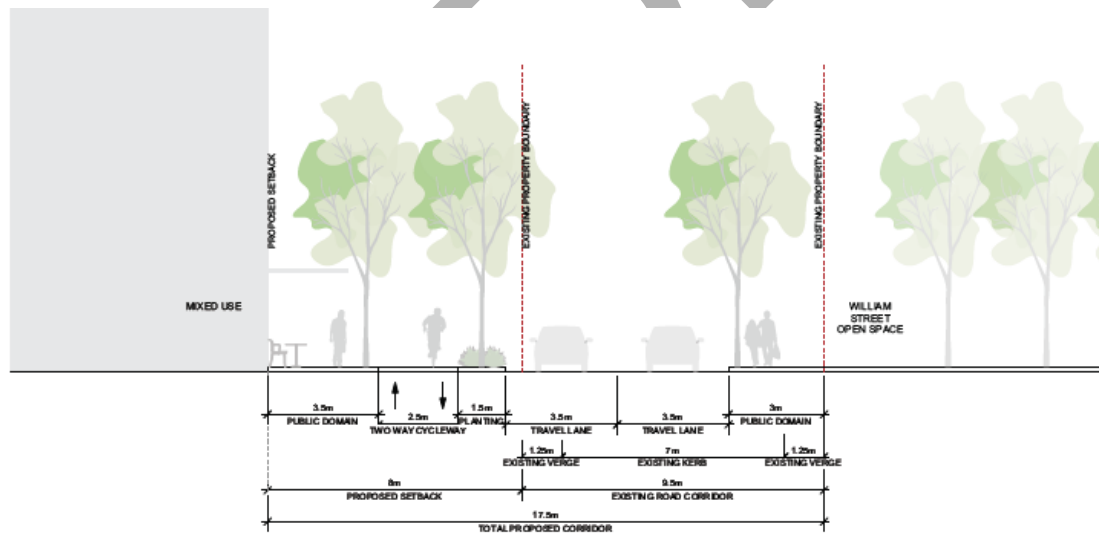 PROPOSED SETBACK
EXISTING PROPERTY BOUNDARY
EXISTING PROPERTY BOUNDARY
MIXED USE
WILLIAM
STREET
OPEN SPACE
3.5m
PUBLIC DOMAIN
2.5m
TWO WAY CYCLEWAY
1.5m
PLANTING
3.5m
TRAVEL LANE
3.5m
TRAVEL LANE
3m
PUBLIC DOMAIN
1.25m
EXISTING VERGE
7m
EXISTING KERB
1.25m
EXISTING VERGE
8m
PROPOSED SETBACK
9.5m
EXISTING ROAD CORRIDOR
17.5m
TOTAL PROPOSED CORRIDOR